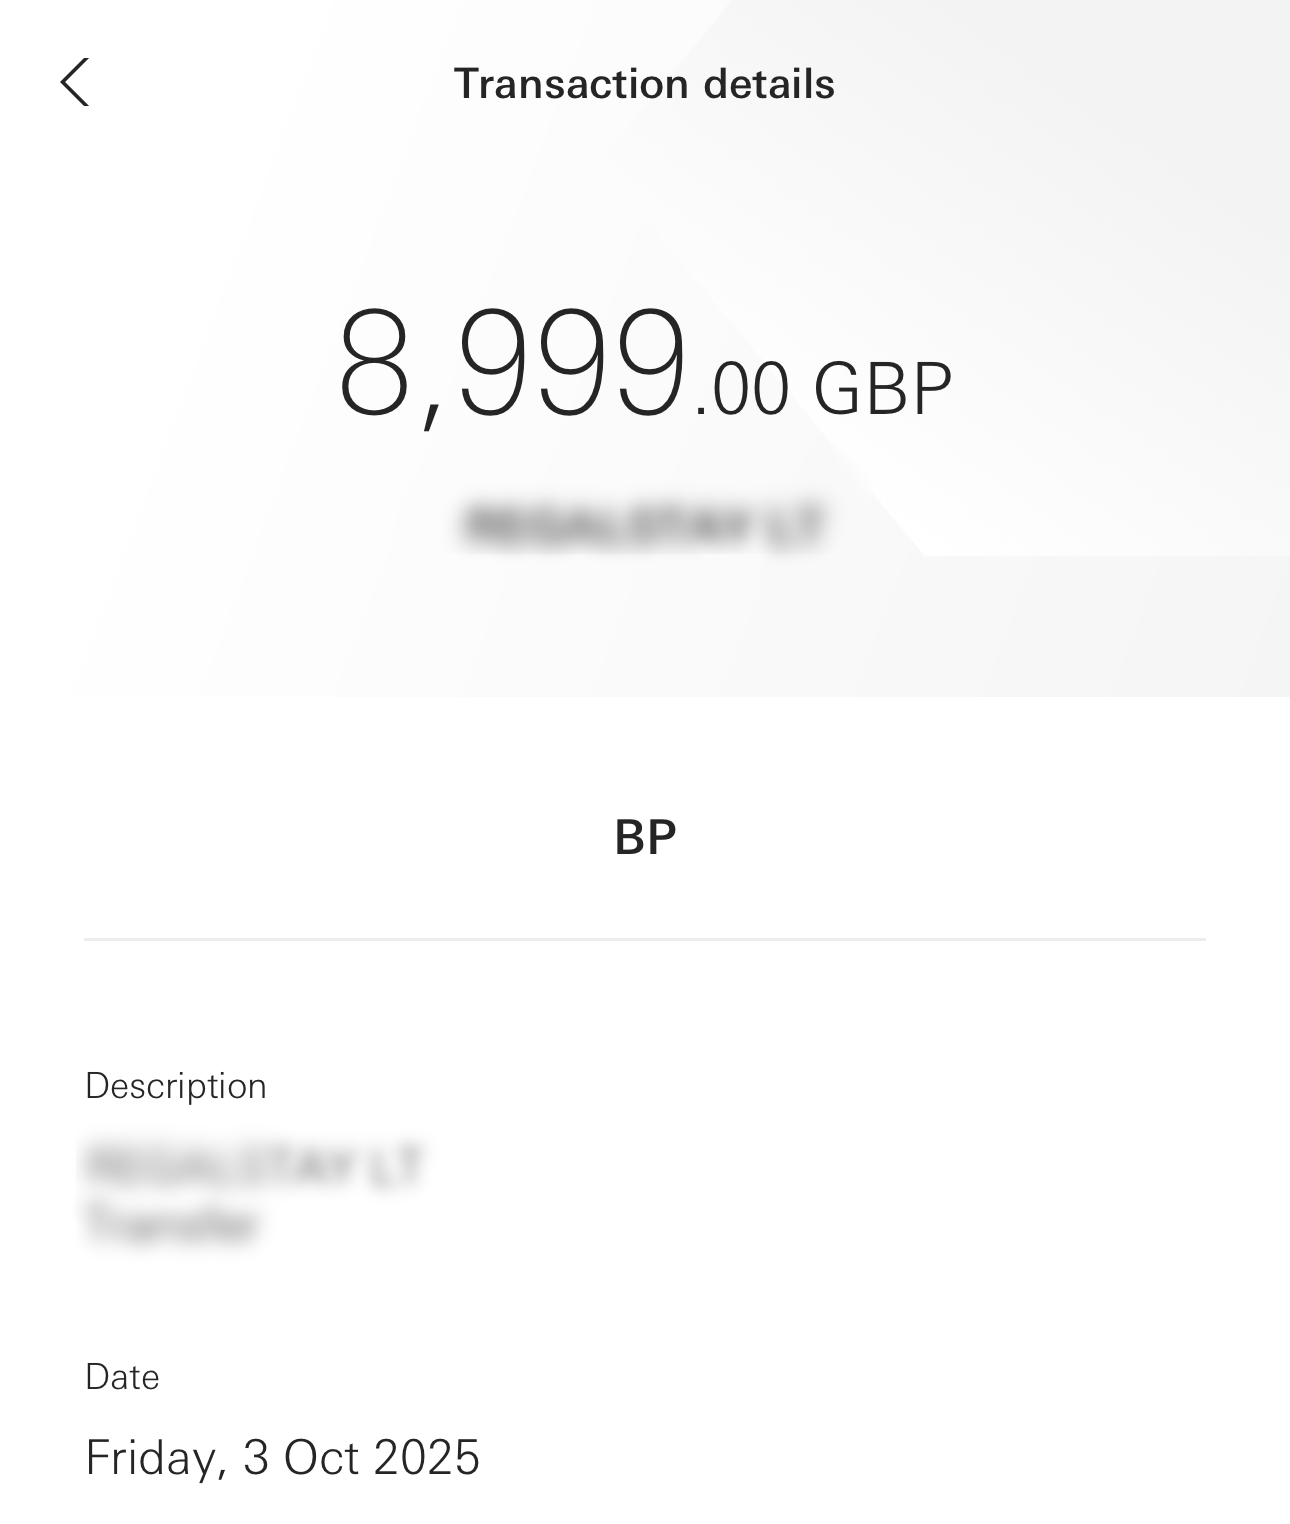 Transaction details
8,999.00 GBP
BP
Description
Date
Friday, 3 Oct 2025